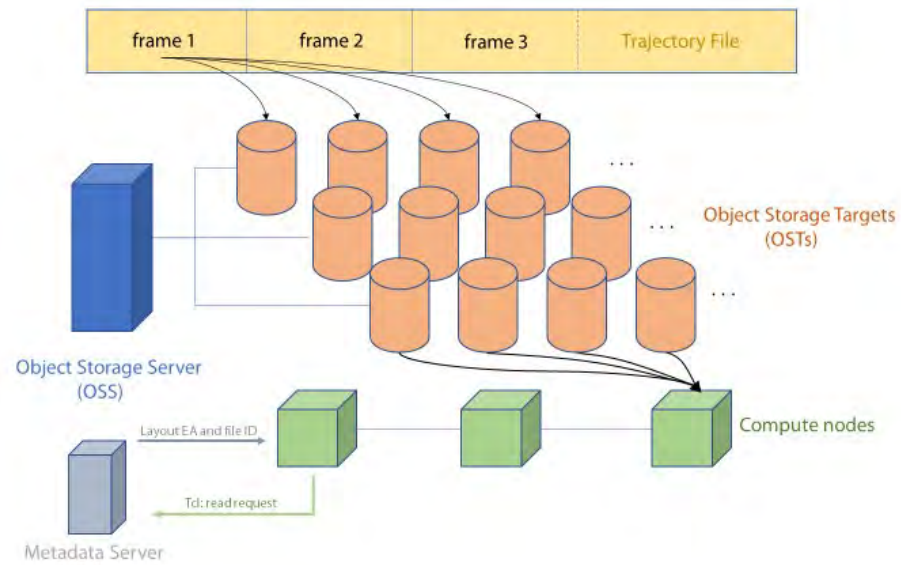 frame 1
frame 2
frame 3
Trajectory File
...
...
Object Storage Targets
(OSTs)
...
Object Storage Server
(OSS)
Layout EA and file ID
Compute nodes
Tcl: read request
Metadata Server